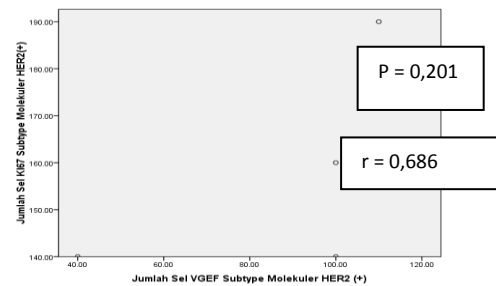 Jumlah Sel KI67 Subtype Molekuler HER2(+)
190.00
180.00
170.00
160.00
150.00
140.00
40.00 60.00 80.00 100.00 120.00
Jumlah Sel VGEF Subtype Molekuler HER2 (+)
P = 0,201
r = 0,686